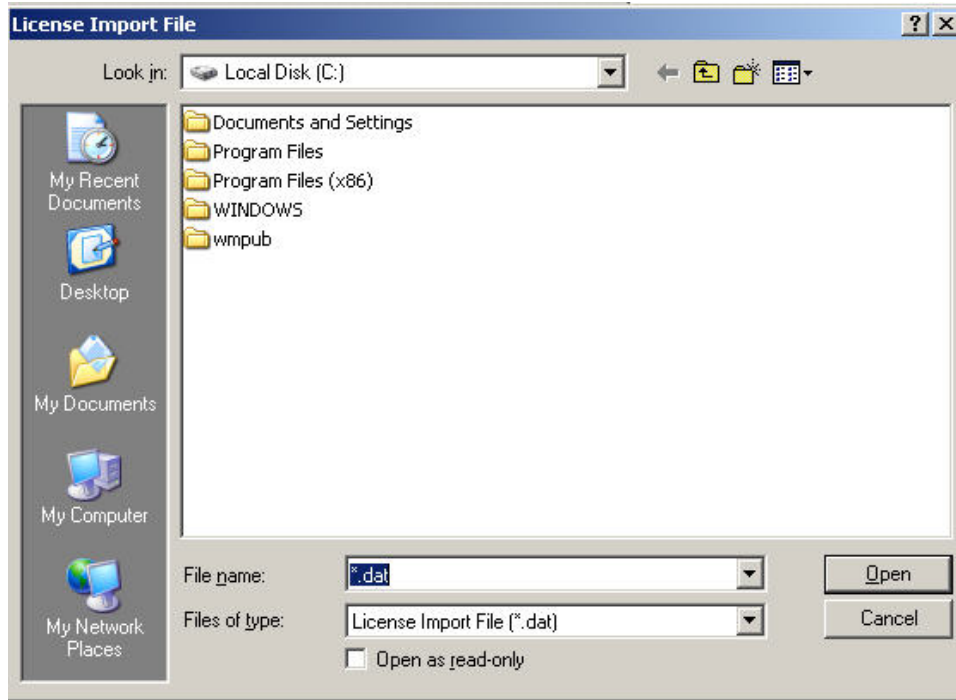 License Import File
Look in: Local Disk (C:)
Documents and Settings
Program Files
Program Files (x86)
WINDOWS
wmpub
My Recent
Documents
Desktop
My Documents
My Computer
My Network
Places
File name: *.dat Open
Files of type: License Import File (*.dat) Cancel
Open as read-only